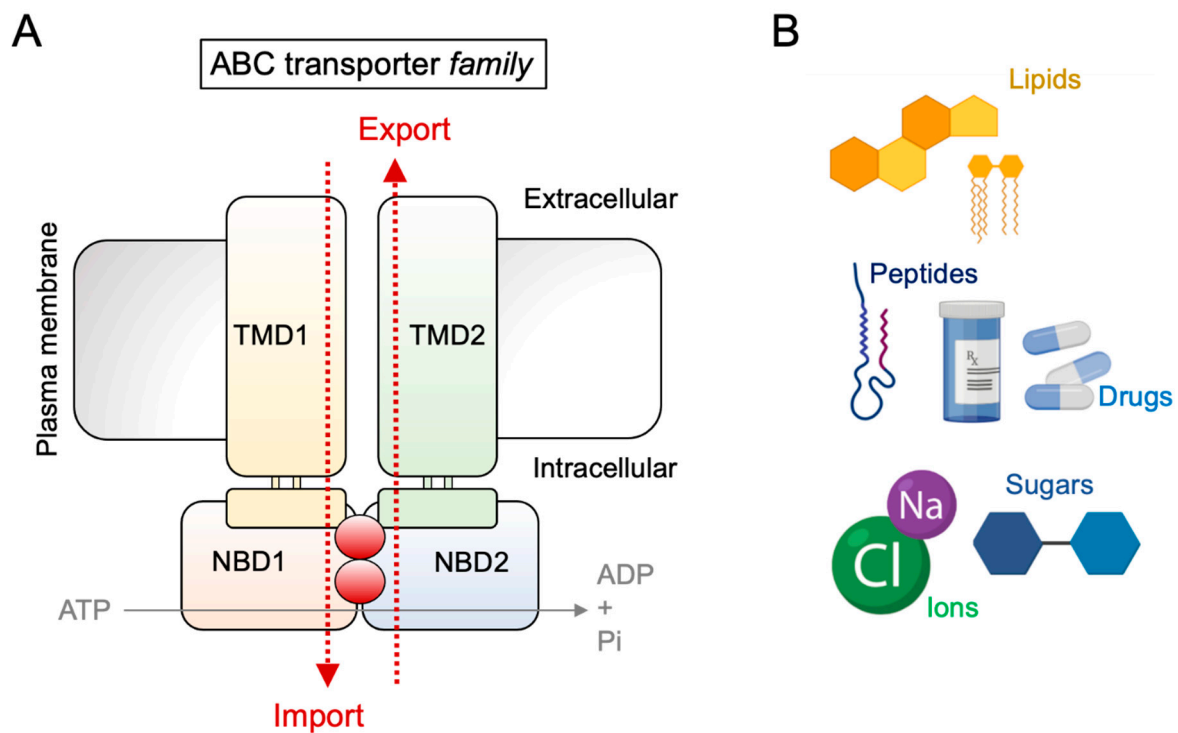 A
ABC transporter family
Export
Extracellular
Plasma membrane
TMD1
TMD2
Intracellular
NBD1
NBD2
ATP
ADP
+
Pi
Import
B
Lipids
Peptides
Rx
Drugs
Na
Cl
Ions
Sugars